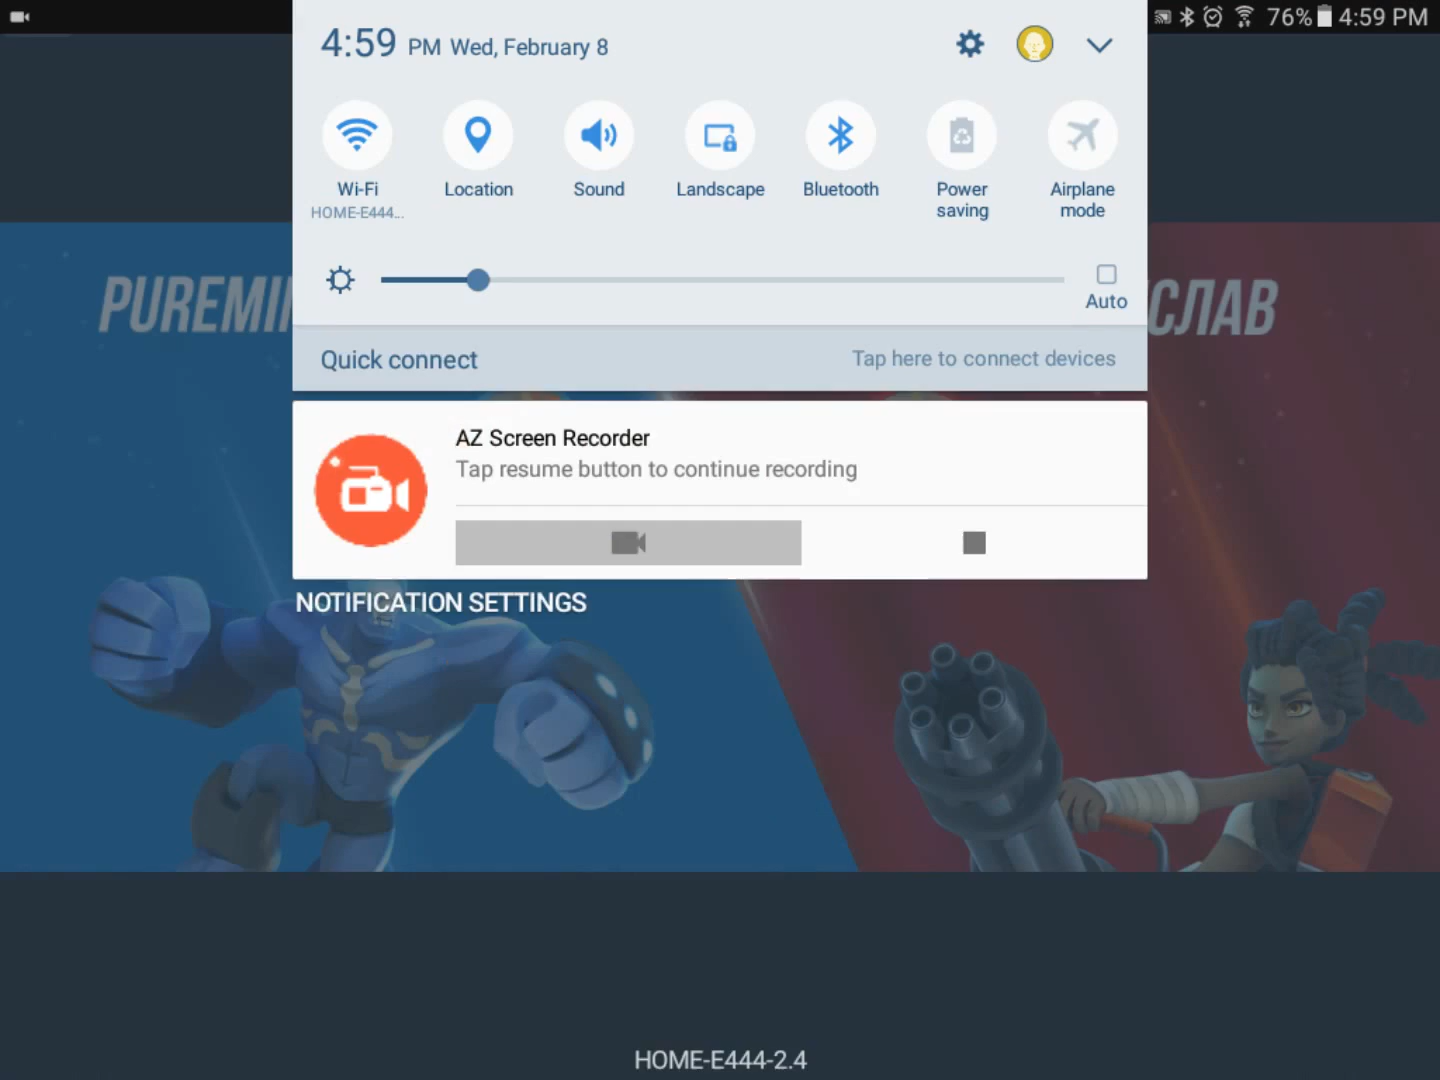 76% 4:59 PM
4:59 PM Wed, February 8
Wi-Fi
HOME-E444...
Location
Sound
Landscape
Bluetooth
Power
saving
Airplane
mode
Auto
Quick connect
Tap here to connect devices
AZ Screen Recorder
Tap resume button to continue recording
NOTIFICATION SETTINGS
HOME-E444-2.4